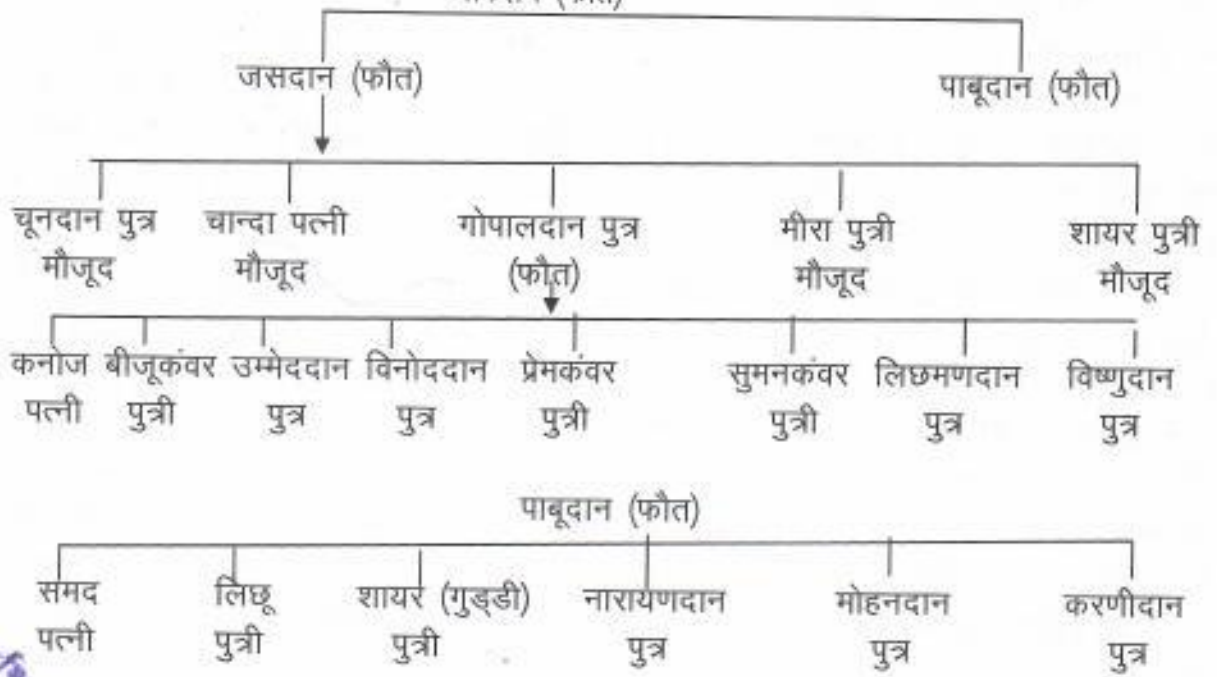 (फौत)
जसदान (फौत) पाबूदान (फौत)
चूनदान पुत्र चान्दा पत्नी गोपालदान पुत्र मीरा पुत्री शायर पुत्री
मौजूद मौजूद (फौत) मौजूद मौजूद
कनोज बीजूकंवर उम्मेददान विनोददान प्रेमकंवर सुमनकंवर लिछमणदान विष्णुदान
पत्नी पुत्री पुत्र पुत्र पुत्री पुत्री पुत्र पुत्र
पाबूदान (फौत)
समद लिछू शायर (गुड्डी) नारायणदान मोहनदान करणीदान
पत्नी पुत्री पुत्री पुत्र पुत्र पुत्र